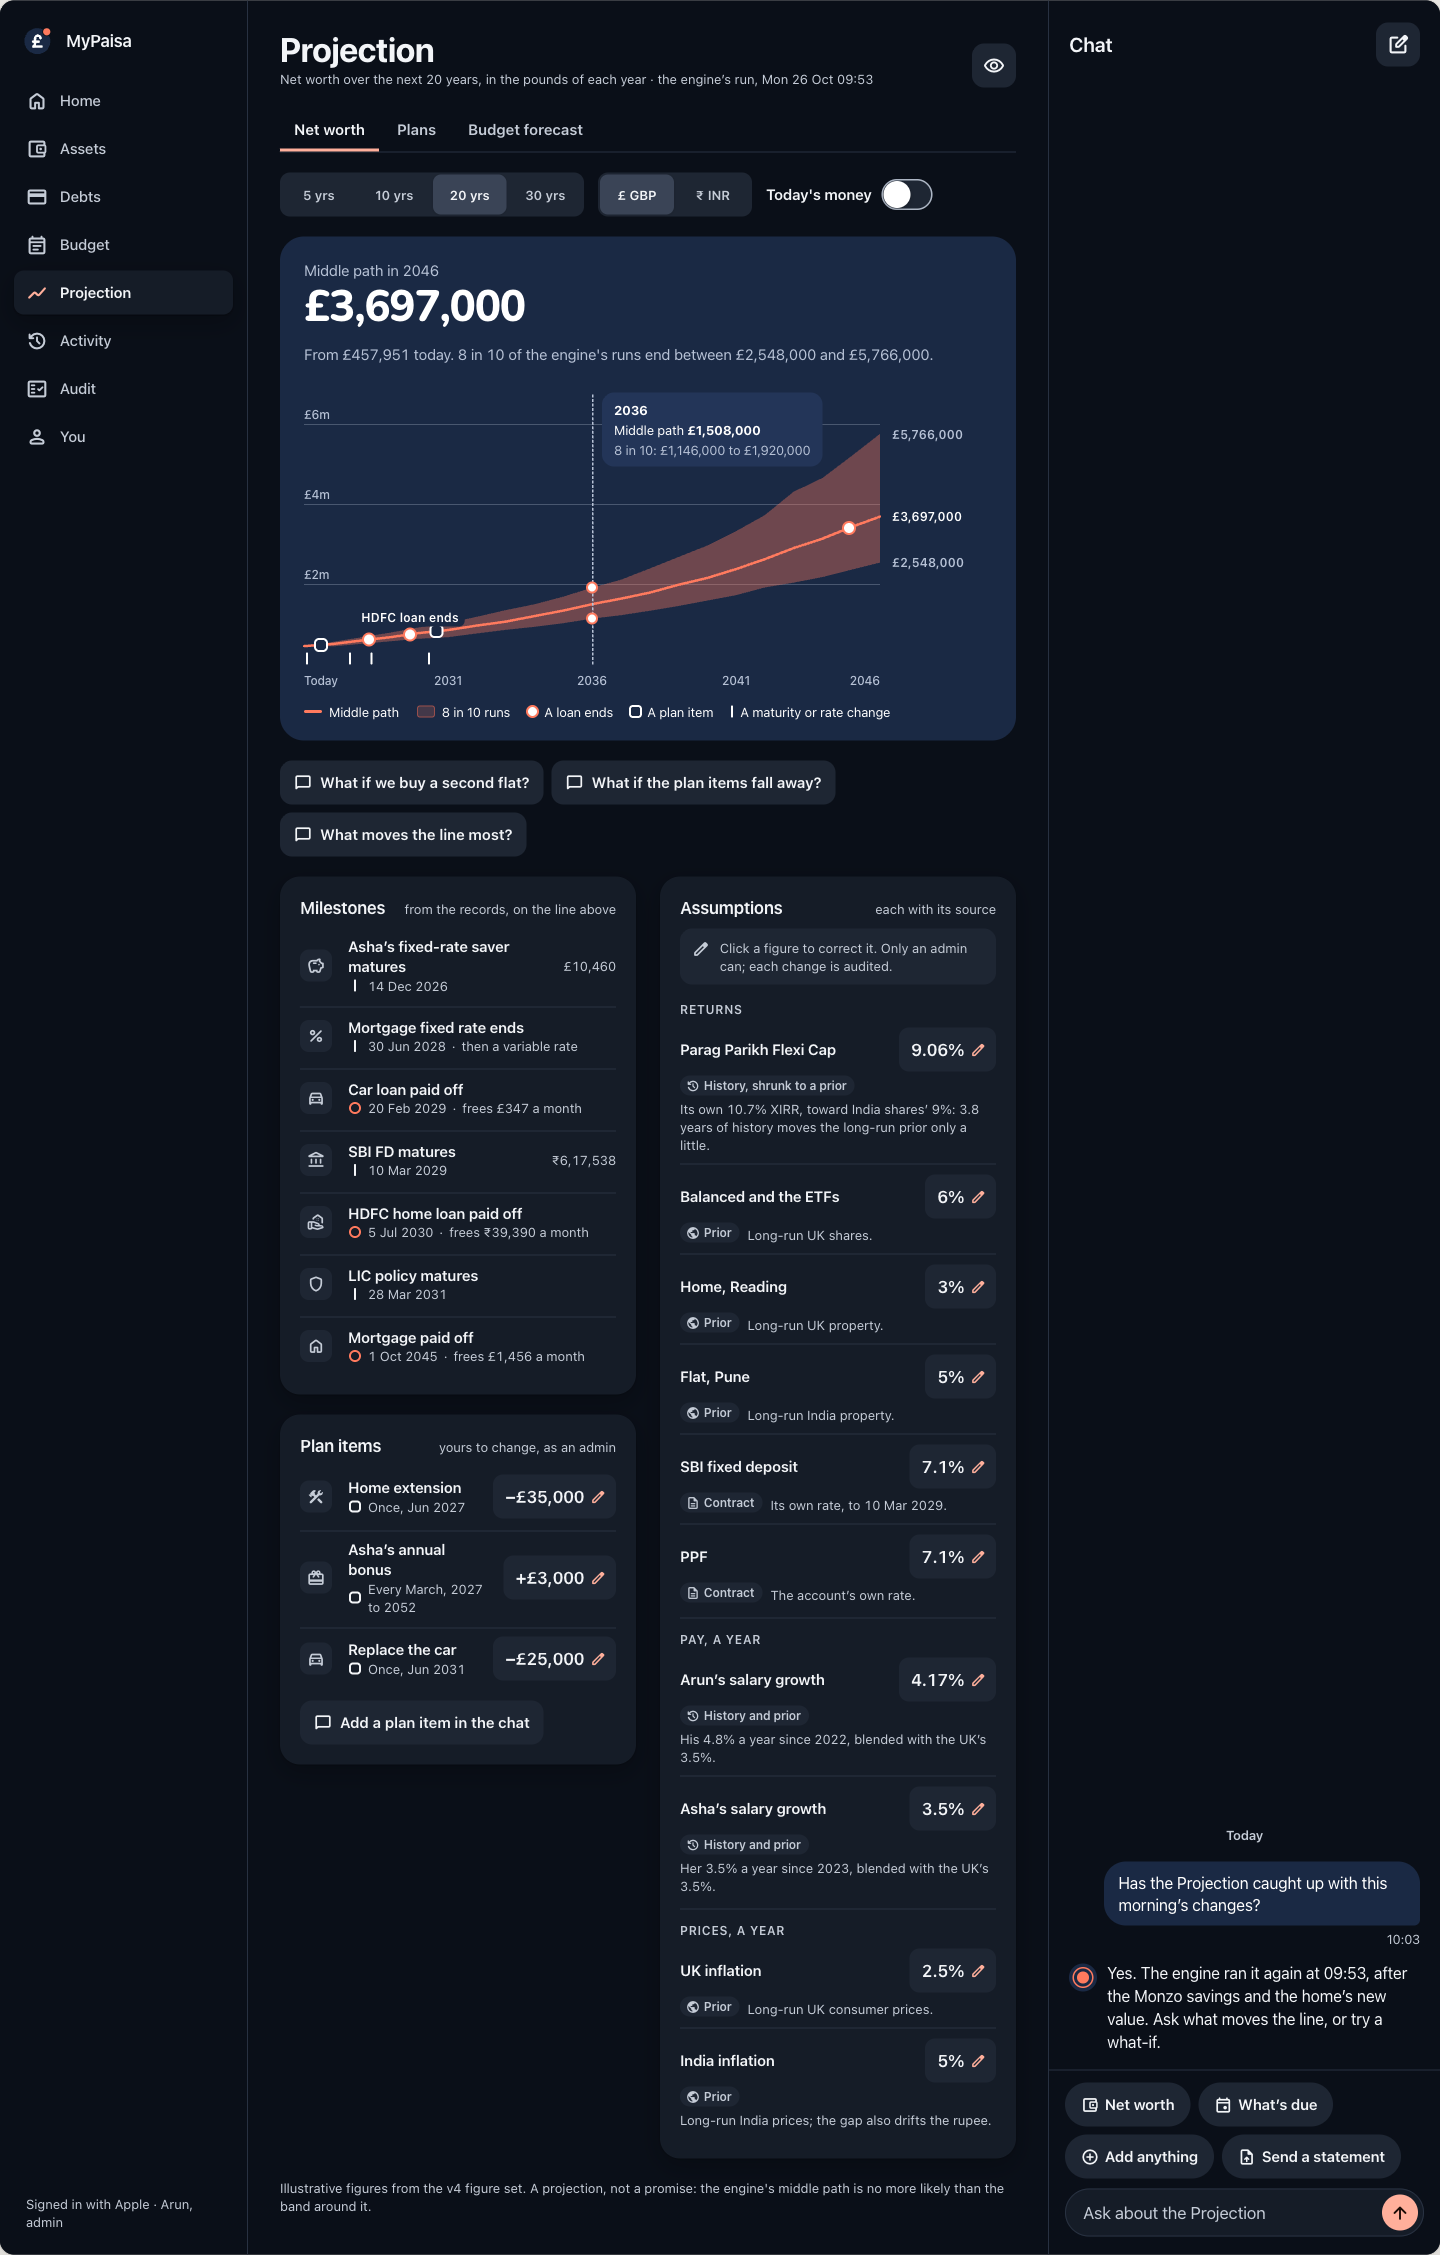 £ MyPaisa
Home
Assets
Debts
Budget
Projection
Activity
Audit
You
Signed in with Apple · Arun,
admin
Projection
Net worth over the next 20 years, in the pounds of each year · the engine’s run, Mon 26 Oct 09:53
Net worth Plans Budget forecast
5 yrs 10 yrs 20 yrs 30 yrs £ GBP ₹ INR Today's money
Middle path in 2046
£3,697,000
From £457,951 today. 8 in 10 of the engine's runs end between £2,548,000 and £5,766,000.
2036
Middle path £1,508,000
8 in 10: £1,146,000 to £1,920,000
£6m
£4m
£2m
£5,766,000
£3,697,000
£2,548,000
HDFC loan ends
Today 2031 2036 2041 2046
Middle path 8 in 10 runs A loan ends A plan item A maturity or rate change
What if we buy a second flat? What if the plan items fall away?
What moves the line most?
Milestones from the records, on the line above
Asha’s fixed-rate saver
matures
£10,460
14 Dec 2026
Mortgage fixed rate ends
30 Jun 2028 · then a variable rate
Car loan paid off
20 Feb 2029 · frees £347 a month
SBI FD matures
₹6,17,538
10 Mar 2029
HDFC home loan paid off
5 Jul 2030 · frees ₹39,390 a month
LIC policy matures
28 Mar 2031
Mortgage paid off
1 Oct 2045 · frees £1,456 a month
Plan items yours to change, as an admin
Home extension
Once, Jun 2027
−£35,000
Asha’s annual
bonus
Every March, 2027
to 2052
+£3,000
Replace the car
Once, Jun 2031
−£25,000
Add a plan item in the chat
Assumptions each with its source
Click a figure to correct it. Only an admin
can; each change is audited.
RETURNS
Parag Parikh Flexi Cap 9.06%
History, shrunk to a prior
Its own 10.7% XIRR, toward India shares’ 9%: 3.8
years of history moves the long-run prior only a
little.
Balanced and the ETFs 6%
Prior Long-run UK shares.
Home, Reading 3%
Prior Long-run UK property.
Flat, Pune 5%
Prior Long-run India property.
SBI fixed deposit 7.1%
Contract Its own rate, to 10 Mar 2029.
PPF 7.1%
Contract The account’s own rate.
PAY, A YEAR
Arun’s salary growth 4.17%
History and prior
His 4.8% a year since 2022, blended with the UK’s
3.5%.
Asha’s salary growth 3.5%
History and prior
Her 3.5% a year since 2023, blended with the UK’s
3.5%.
PRICES, A YEAR
UK inflation 2.5%
Prior Long-run UK consumer prices.
India inflation 5%
Prior
Long-run India prices; the gap also drifts the rupee.
Illustrative figures from the v4 figure set. A projection, not a promise: the engine's middle path is no more likely than the
band around it.
Chat
Today
Has the Projection caught up with this
morning’s changes?
10:03
Yes. The engine ran it again at 09:53, after
the Monzo savings and the home’s new
value. Ask what moves the line, or try a
what-if.
Net worth What’s due
Add anything Send a statement
Ask about the Projection